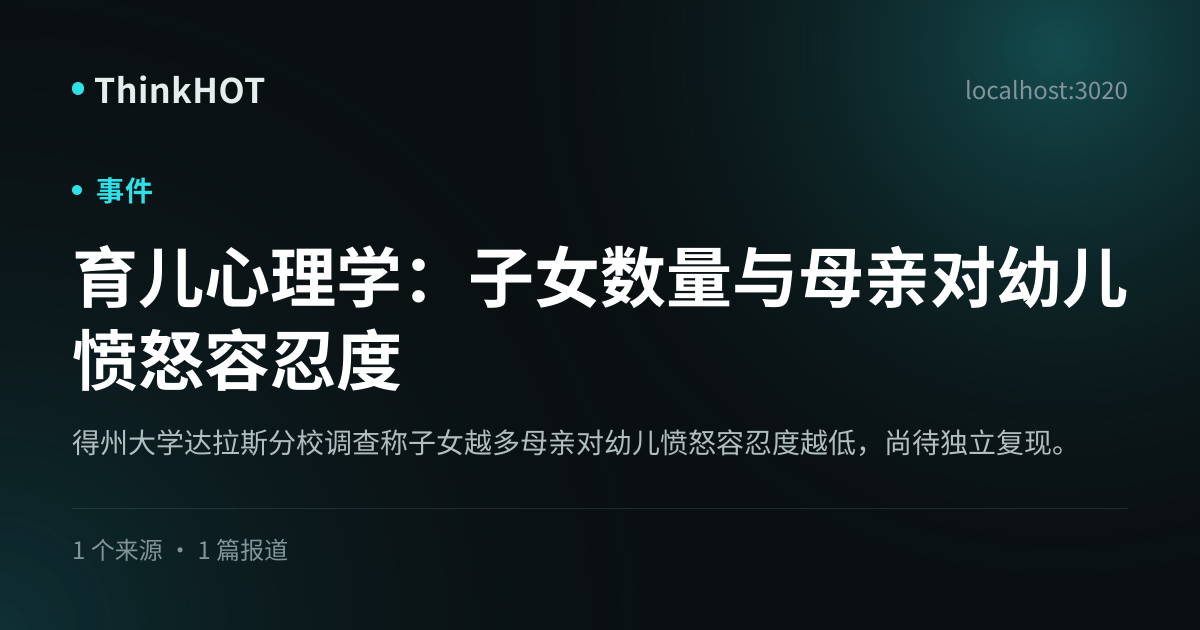 ThinkHOT
localhost:3020
事件
育儿心理学：子女数量与母亲对幼儿
愤怒容忍度
得州大学达拉斯分校调查称子女越多母亲对幼儿愤怒容忍度越低，尚待独立复现。
1 个来源 · 1 篇报道